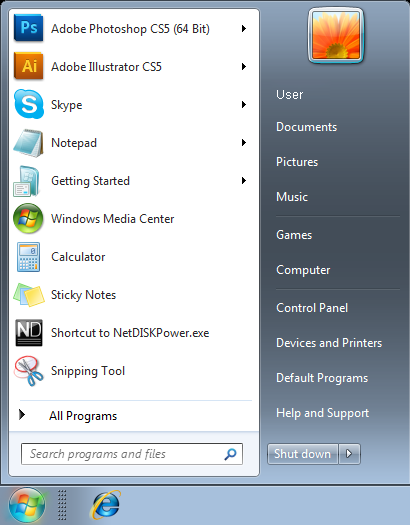 Ps Adobe Photoshop CS5 (64 Bit)
Ai Adobe Illustrator CS5
S Skype
Notepad
Getting Started
Windows Media Center
Calculator
Sticky Notes
ND Shortcut to NetDISKPower.exe
Snipping Tool
All Programs
Search programs and files
User
Documents
Pictures
Music
Games
Computer
Control Panel
Devices and Printers
Default Programs
Help and Support
Shut down